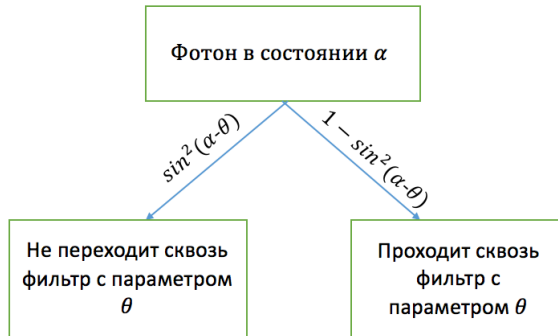 Фотон в состоянии α
sin²(α-θ)
1 − sin²(α-θ)
Не переходит сквозь
фильтр с параметром
θ
Проходит сквозь
фильтр с
параметром θ